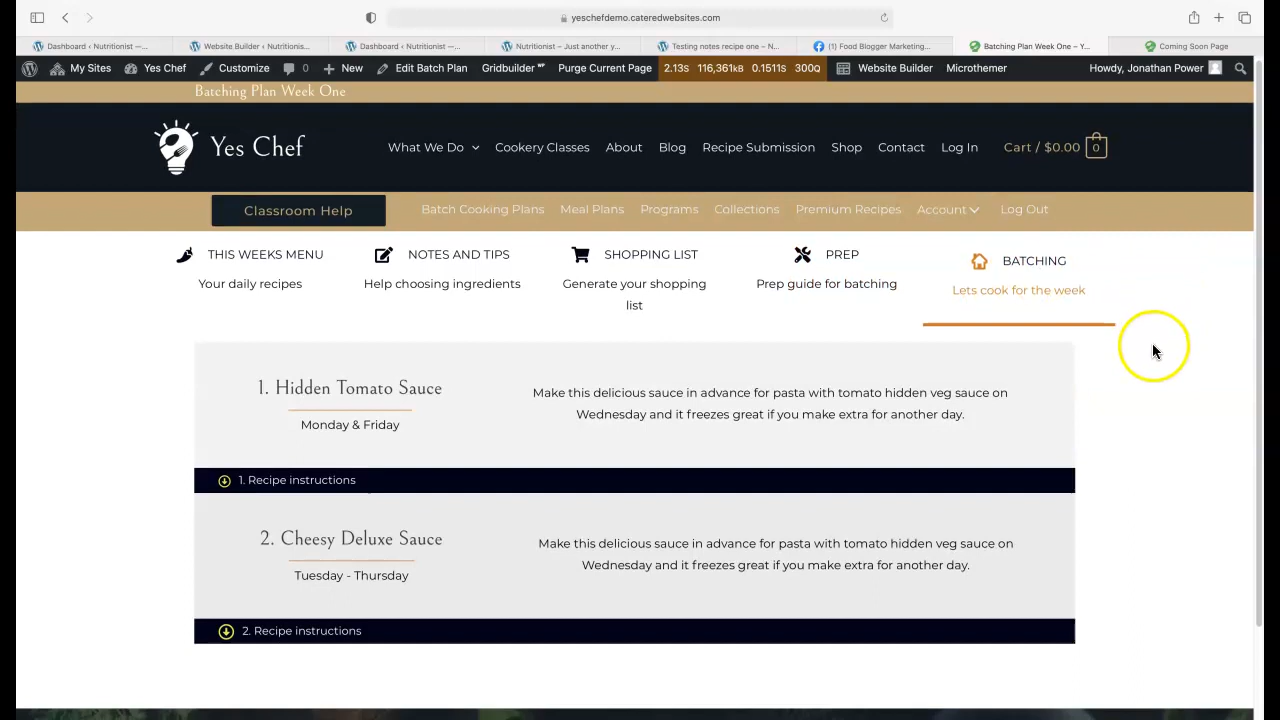 yeschefdemo.cateredwebsites.com
Dashboard ‹ Nutritionist —...
Website Builder ‹ Nutritionis...
Dashboard ‹ Nutritionist —...
Nutritionist – Just another y...
Testing notes recipe one – N...
(1) Food Blogger Marketing...
Batching Plan Week One – Y...
Coming Soon Page
My Sites
Yes Chef
Customize
0
New
Edit Batch Plan
Gridbuilder ᵂᴾ
Purge Current Page
2.13S 116,361kB 0.1511S 300Q
Website Builder
Microthemer
Howdy, Jonathan Power
Batching Plan Week One
Yes Chef
What We Do
Cookery Classes
About
Blog
Recipe Submission
Shop
Contact
Log In
Cart / $0.00
0
Classroom Help
Batch Cooking Plans
Meal Plans
Programs
Collections
Premium Recipes
Account
Log Out
THIS WEEKS MENU
Your daily recipes
NOTES AND TIPS
Help choosing ingredients
SHOPPING LIST
Generate your shopping
list
PREP
Prep guide for batching
BATCHING
Lets cook for the week
1. Hidden Tomato Sauce
Monday & Friday
Make this delicious sauce in advance for pasta with tomato hidden veg sauce on
Wednesday and it freezes great if you make extra for another day.
1. Recipe instructions
2. Cheesy Deluxe Sauce
Tuesday - Thursday
Make this delicious sauce in advance for pasta with tomato hidden veg sauce on
Wednesday and it freezes great if you make extra for another day.
2. Recipe instructions